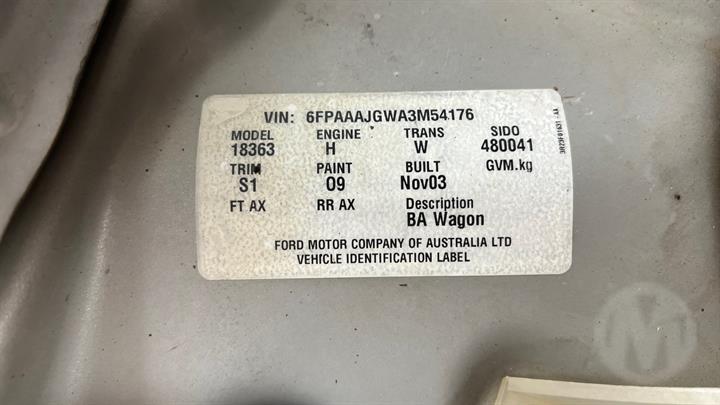 VIN: 6FPAAAJGWA3M54176
MODEL ENGINE TRANS SIDO
18363 H W 480041
TRIM PAINT BUILT GVM.kg
S1 09 Nov03
FT AX RR AX Description
BA Wagon
FORD MOTOR COMPANY OF AUSTRALIA LTD
VEHICLE IDENTIFICATION LABEL
M